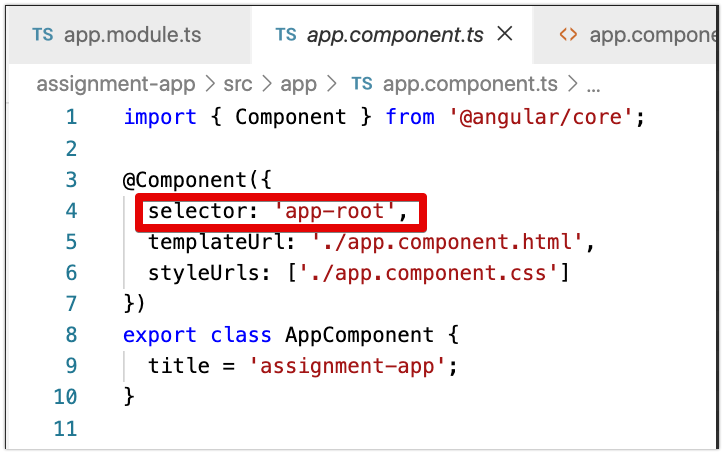 TS app.module.ts TS app.component.ts × <> app.compone
assignment-app > src > app > TS app.component.ts > ...
1 import { Component } from '@angular/core';
2
3 @Component({
4 selector: 'app-root',
5 templateUrl: './app.component.html',
6 styleUrls: ['./app.component.css']
7 })
8 export class AppComponent {
9 title = 'assignment-app';
10 }
11